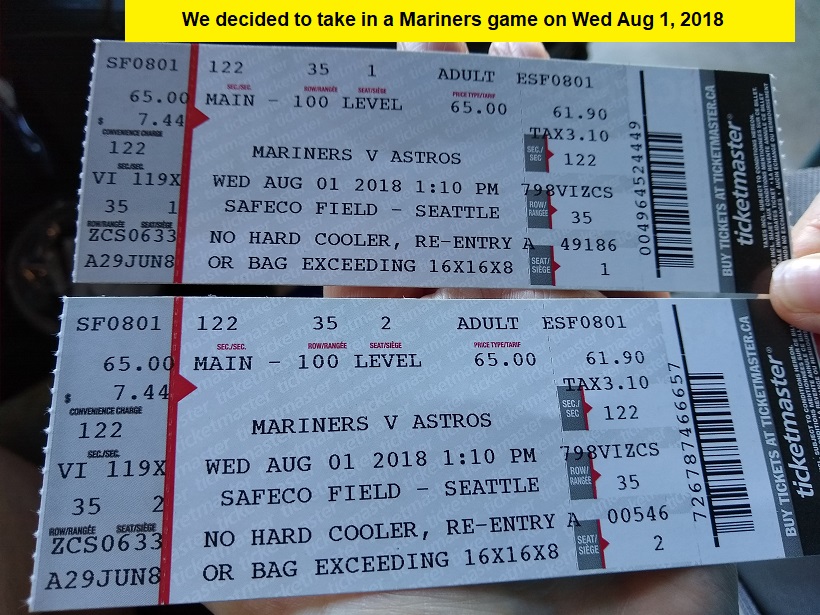 We decided to take in a Mariners game on Wed Aug 1, 2018
SF0801 122 35 1 ADULT ESF0801
SEC./SEC. ROW/RANGÉE SEAT/SIÈGE PRICE TYPE/TARIF
65.00 MAIN - 100 LEVEL 65.00 61.90
$ 7.44 TAX3.10
CONVENIENCE CHARGE
122 MARINERS V ASTROS SEC./SEC 122
SEC./SEC.
VI 119X WED AUG 01 2018 1:10 PM 798VIZCS
35 1 SAFECO FIELD - SEATTLE ROW/RANGÉE 35
ROW/RANGÉE SEAT/SIÈGE
ZCS0633 NO HARD COOLER, RE-ENTRY A 49186
A29JUN8 OR BAG EXCEEDING 16X16X8 SEAT/SIÈGE 1
004964524449
BUY TICKETS AT TICKETMASTER.CA
ticketmaster®
SF0801 122 35 2 ADULT ESF0801
SEC./SEC. ROW/RANGÉE SEAT/SIÈGE PRICE TYPE/TARIF
65.00 MAIN - 100 LEVEL 65.00 61.90
$ 7.44 TAX3.10
CONVENIENCE CHARGE
122 MARINERS V ASTROS SEC./SEC 122
SEC./SEC.
VI 119X WED AUG 01 2018 1:10 PM 798VIZCS
35 2 SAFECO FIELD - SEATTLE ROW/RANGÉE 35
ROW/RANGÉE SEAT/SIÈGE
ZCS0633 NO HARD COOLER, RE-ENTRY A 00546
A29JUN8 OR BAG EXCEEDING 16X16X8 SEAT/SIÈGE 2
726787466657
BUY TICKETS AT TICKETMASTER.CA
ticketmaster®